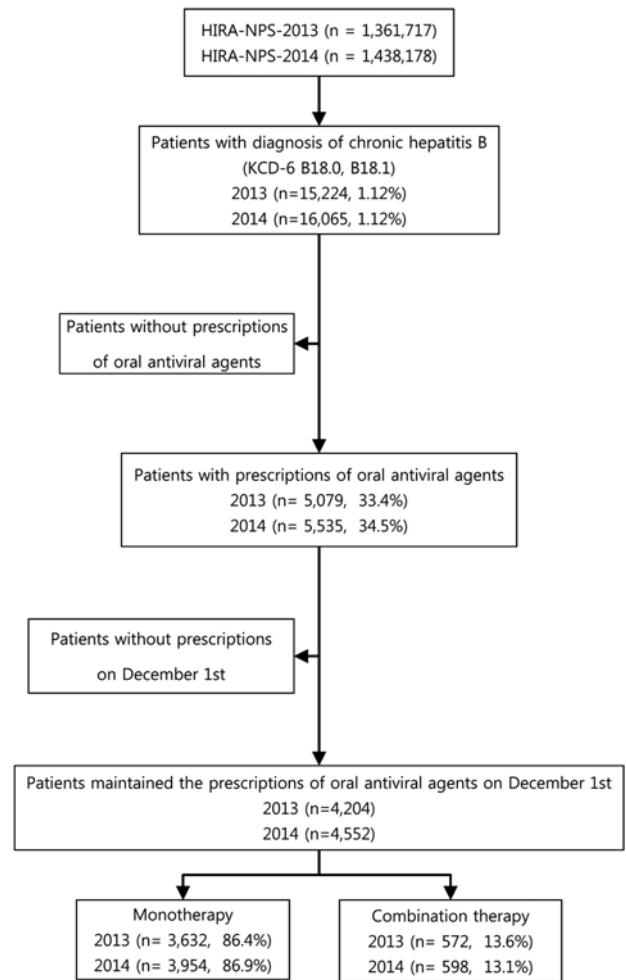 HIRA-NPS-2013 (n = 1,361,717)
HIRA-NPS-2014 (n = 1,438,178)
Patients with diagnosis of chronic hepatitis B
(KCD-6 B18.0, B18.1)
2013 (n=15,224, 1.12%)
2014 (n=16,065, 1.12%)
Patients without prescriptions
of oral antiviral agents
Patients with prescriptions of oral antiviral agents
2013 (n= 5,079, 33.4%)
2014 (n= 5,535, 34.5%)
Patients without prescriptions
on December 1st
Patients maintained the prescriptions of oral antiviral agents on December 1st
2013 (n=4,204)
2014 (n=4,552)
Monotherapy
2013 (n= 3,632, 86.4%)
2014 (n= 3,954, 86.9%)
Combination therapy
2013 (n= 572, 13.6%)
2014 (n= 598, 13.1%)